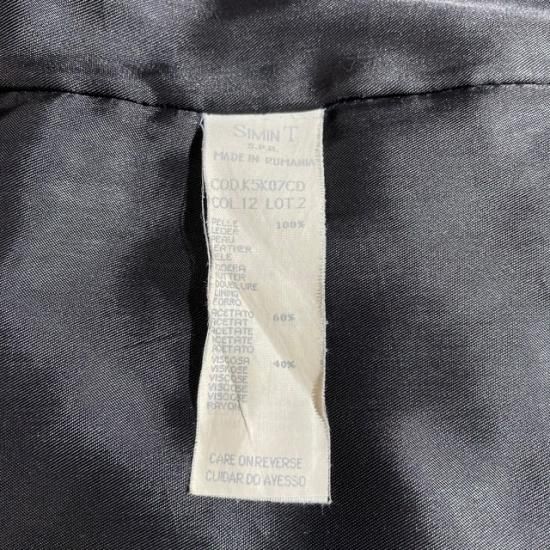 SIMINT
S.P.A.
MADE IN RUMANIA
COD.K5K07CD
COL.12 LOT.2
PELLE 100%
LEDER
PEAU
LEATHER
PELE
FODERA
FUTTER
DOUBLURE
LINING
FORRO
ACETATO 60%
ACETAT
ACETATE
ACETATE
ACETATO
VISCOSA 40%
VISKOSE
VISCOSE
VISCOSE
VISCOSE
RAYON
CARE ON REVERSE
CUIDAR DO AVESSO